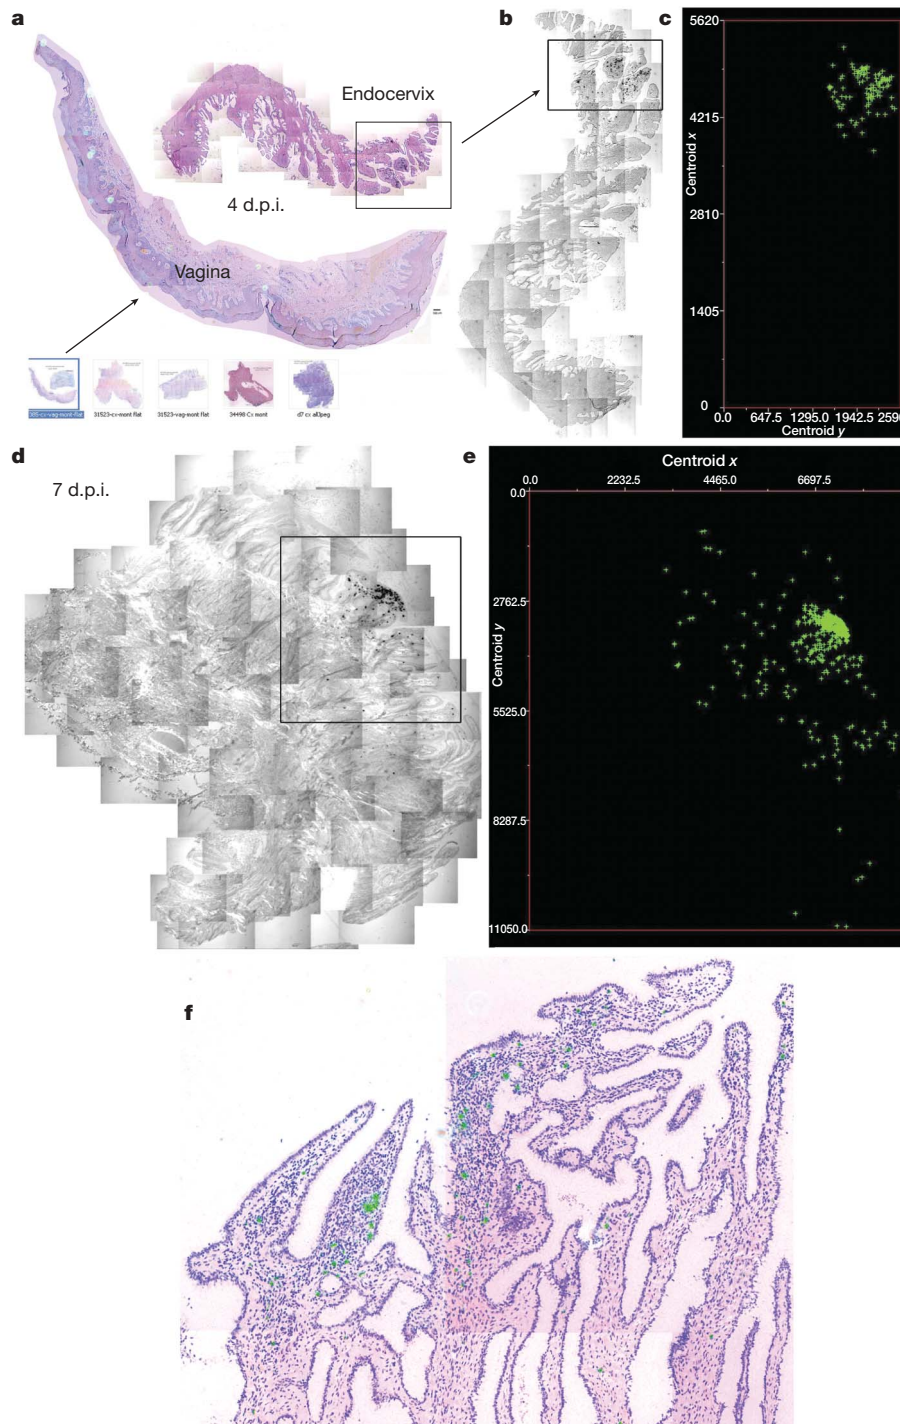 a
Endocervix
4 d.p.i.
Vagina
31523-cx-mont flat
31523-vag-mont flat
34498-Cx mont
b
c
5620
4215
Centroid x
2810
1405
0
0.0 647.5 1295.0 1942.5 2590
Centroid y
d
7 d.p.i.
e
Centroid x
0.0 2232.5 4465.0 6697.5
0.0
2762.5
Centroid y
5525.0
8287.5
11050.0
f